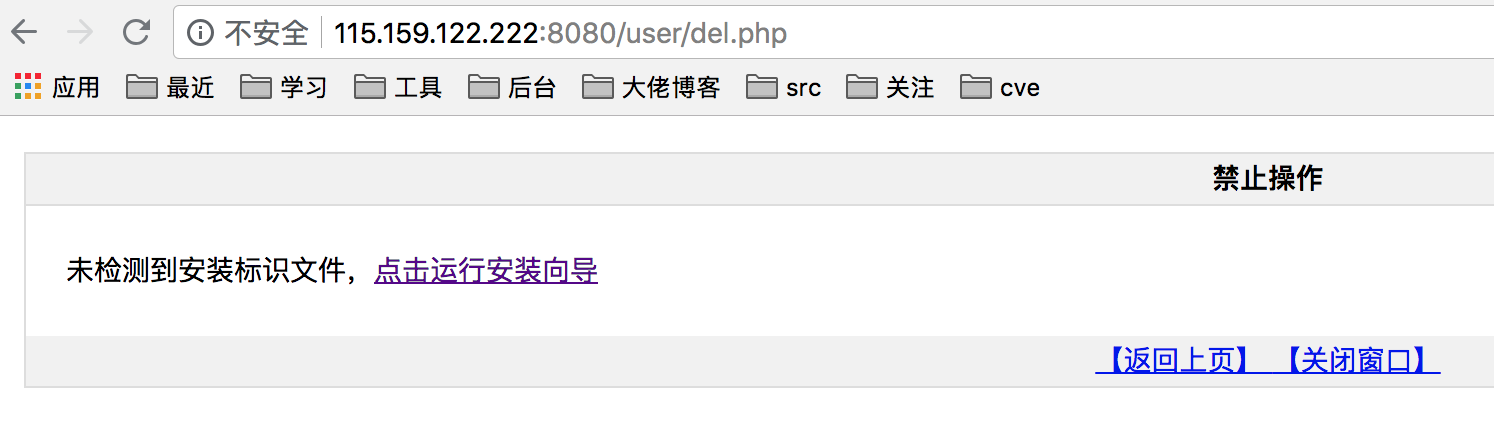 不安全 115.159.122.222:8080/user/del.php
应用 最近 学习 工具 后台 大佬博客 src 关注 cve
禁止操作
未检测到安装标识文件，点击运行安装向导
【返回上页】 【关闭窗口】